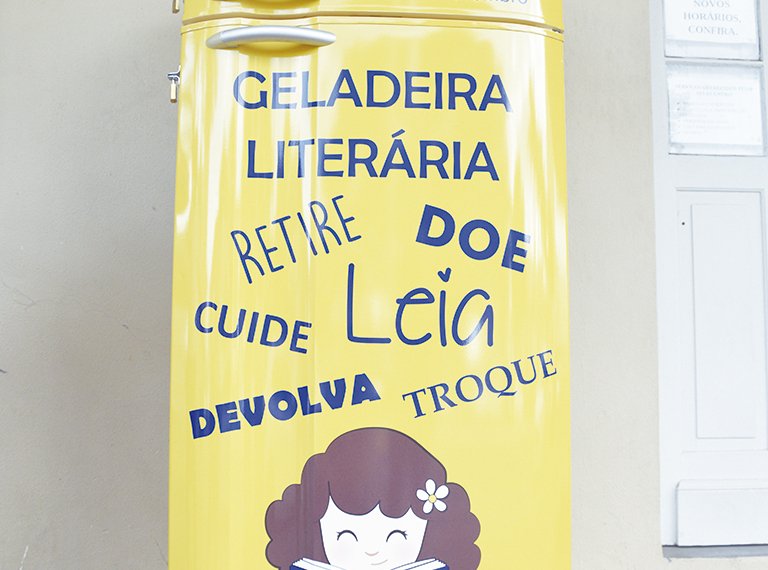 GELADEIRA
LITERÁRIA
RETIRE
DOE
CUIDE
Leia
DEVOLVA
TROQUE
NOVOS
HORÁRIOS,
CONFIRA.